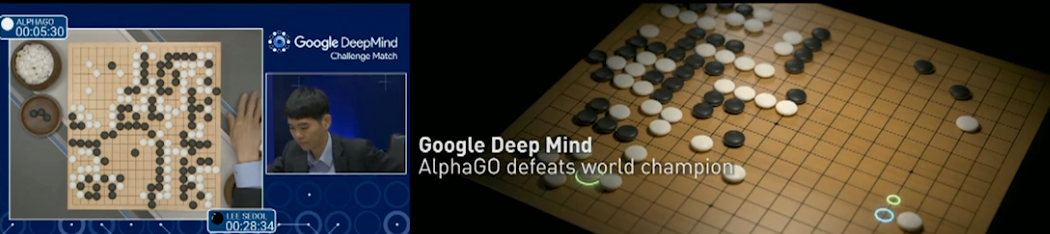 ALPHAGO
00:05:30
Google DeepMind
Challenge Match
LEE SEDOL
00:28:34
Google Deep Mind
AlphaGO defeats world champion